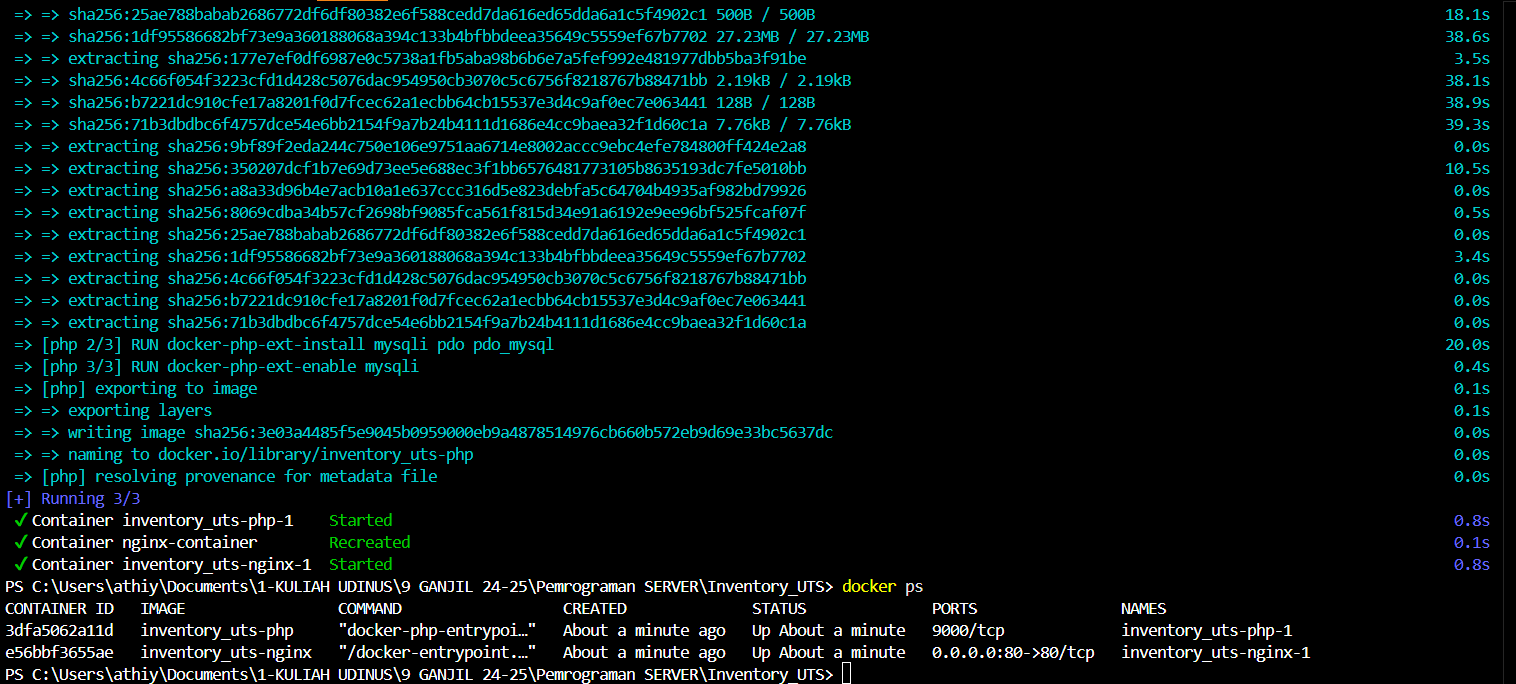 => => sha256:25ae788babab2686772df6df80382e6f588cedd7da616ed65dda6a1c5f4902c1 500B / 500B 18.1s
=> => sha256:1df95586682bf73e9a360188068a394c133b4bfbbdeea35649c5559ef67b7702 27.23MB / 27.23MB 38.6s
=> => extracting sha256:177e7ef0df6987e0c5738a1fb5aba98b6b6e7a5fef992e481977dbb5ba3f91be 3.5s
=> => sha256:4c66f054f3223cfd1d428c5076dac954950cb3070c5c6756f8218767b88471bb 2.19kB / 2.19kB 38.1s
=> => sha256:b7221dc910cfe17a8201f0d7fcec62a1ecbb64cb15537e3d4c9af0ec7e063441 128B / 128B 38.9s
=> => sha256:71b3dbdbc6f4757dce54e6bb2154f9a7b24b4111d1686e4cc9baea32f1d60c1a 7.76kB / 7.76kB 39.3s
=> => extracting sha256:9bf89f2eda244c750e106e9751aa6714e8002accc9ebc4efe784800ff424e2a8 0.0s
=> => extracting sha256:350207dcf1b7e69d73ee5e688ec3f1bb6576481773105b8635193dc7fe5010bb 10.5s
=> => extracting sha256:a8a33d96b4e7acb10a1e637ccc316d5e823debfa5c64704b4935af982bd79926 0.0s
=> => extracting sha256:8069cdba34b57cf2698bf9085fca561f815d34e91a6192e9ee96bf525fcaf07f 0.5s
=> => extracting sha256:25ae788babab2686772df6df80382e6f588cedd7da616ed65dda6a1c5f4902c1 0.0s
=> => extracting sha256:1df95586682bf73e9a360188068a394c133b4bfbbdeea35649c5559ef67b7702 3.4s
=> => extracting sha256:4c66f054f3223cfd1d428c5076dac954950cb3070c5c6756f8218767b88471bb 0.0s
=> => extracting sha256:b7221dc910cfe17a8201f0d7fcec62a1ecbb64cb15537e3d4c9af0ec7e063441 0.0s
=> => extracting sha256:71b3dbdbc6f4757dce54e6bb2154f9a7b24b4111d1686e4cc9baea32f1d60c1a 0.0s
=> [php 2/3] RUN docker-php-ext-install mysqli pdo pdo_mysql 20.0s
=> [php 3/3] RUN docker-php-ext-enable mysqli 0.4s
=> [php] exporting to image 0.1s
=> => exporting layers 0.1s
=> => writing image sha256:3e03a4485f5e9045b0959000eb9a4878514976cb660b572eb9d69e33bc5637dc 0.0s
=> => naming to docker.io/library/inventory_uts-php 0.0s
=> [php] resolving provenance for metadata file 0.0s
[+] Running 3/3
✔ Container inventory_uts-php-1 Started 0.8s
✔ Container nginx-container Recreated 0.1s
✔ Container inventory_uts-nginx-1 Started 0.8s
PS C:\Users\athiy\Documents\1-KULIAH UDINUS\9 GANJIL 24-25\Pemrograman SERVER\Inventory_UTS> docker ps
CONTAINER ID IMAGE COMMAND CREATED STATUS PORTS NAMES
3dfa5062a11d inventory_uts-php "docker-php-entrypoi…" About a minute ago Up About a minute 9000/tcp inventory_uts-php-1
e56bbf3655ae inventory_uts-nginx "/docker-entrypoint.…" About a minute ago Up About a minute 0.0.0.0:80->80/tcp inventory_uts-nginx-1
PS C:\Users\athiy\Documents\1-KULIAH UDINUS\9 GANJIL 24-25\Pemrograman SERVER\Inventory_UTS>